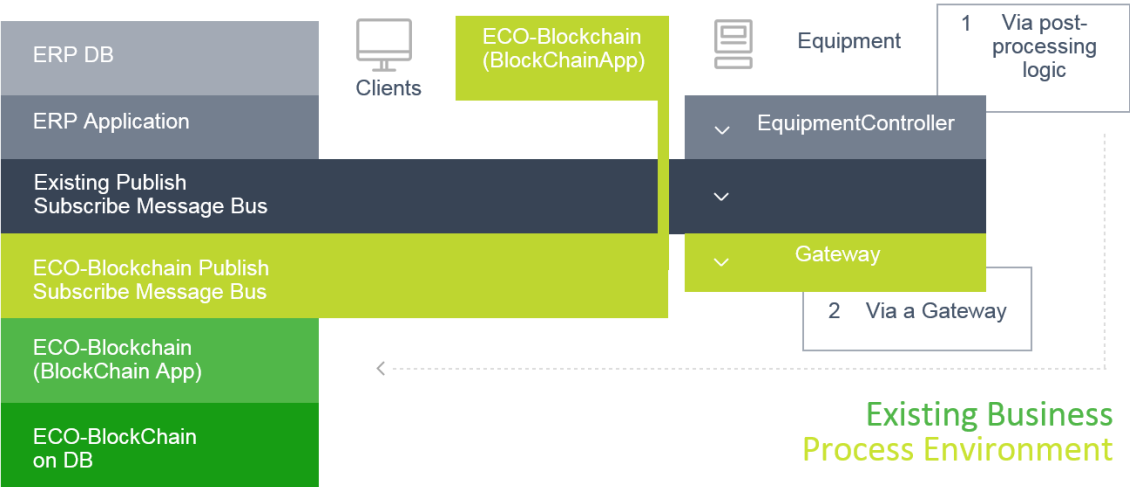 ERP DB
ERP Application
Existing Publish
Subscribe Message Bus
ECO-Blockchain Publish
Subscribe Message Bus
ECO-Blockchain
(BlockChain App)
ECO-BlockChain
on DB
Clients
ECO-Blockchain
(BlockChainApp)
Equipment
EquipmentController
Gateway
1 Via post-
processing
logic
2 Via a Gateway
Existing Business
Process Environment